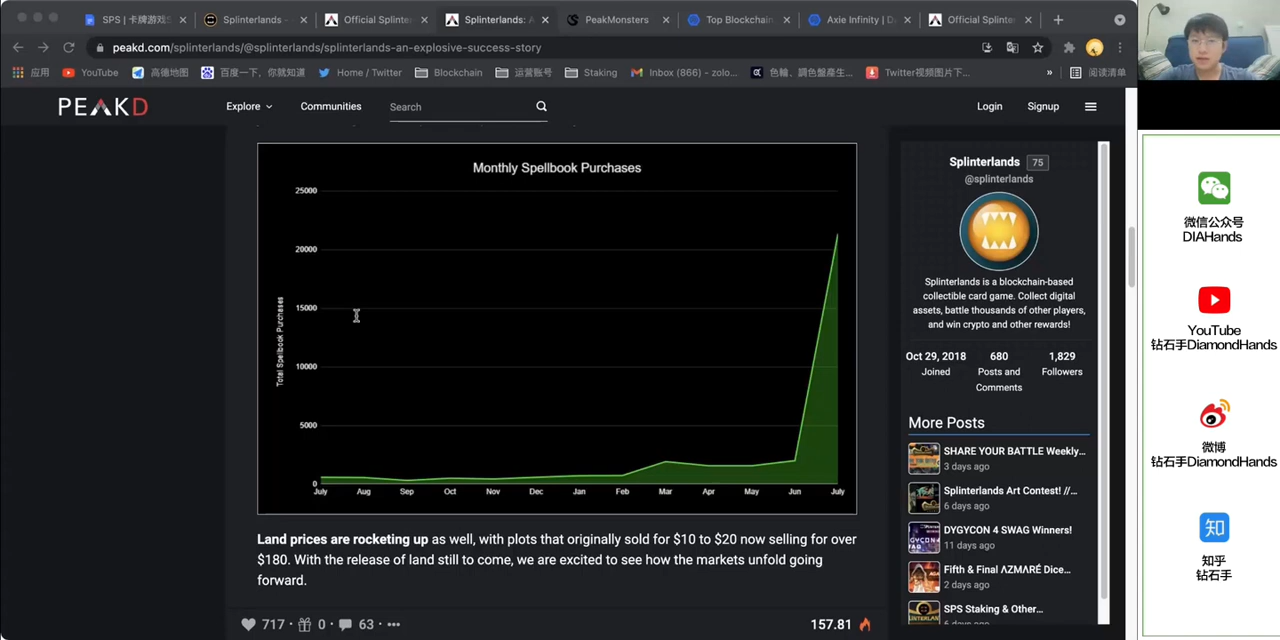 SPS | 卡牌游戏S
Splinterlands -
Official Splinte
Splinterlands: A
PeakMonsters
Top Blockchain
Axie Infinity | D
Official Splinte
peakd.com/splinterlands/@splinterlands/splinterlands-an-explosive-success-story
应用
YouTube
高德地图
百度一下，你就知道
Home / Twitter
Blockchain
运营账号
Staking
Inbox (866) - zolo...
色輪、調色盤產生...
Twitter视频图片下...
»
阅读清单
PEAKD
Explore
Communities
Search
Login
Signup
Monthly Spellbook Purchases
Total Spellbook Purchases
25000
20000
15000
10000
5000
0
July Aug Sep Oct Nov Dec Jan Feb Mar Apr May Jun July
Land prices are rocketing up as well, with plots that originally sold for $10 to $20 now selling for over
$180. With the release of land still to come, we are excited to see how the markets unfold going
forward.
717 · 0 · 63 · •••
157.81
Splinterlands 75
@splinterlands
Splinterlands is a blockchain-based
collectible card game. Collect digital
assets, battle thousands of other players,
and win crypto and other rewards!
Oct 29, 2018 680 1,829
Joined Posts and Followers
Comments
More Posts
SHARE YOUR BATTLE Weekly...
3 days ago
Splinterlands Art Contest! //...
6 days ago
DYGYCON 4 SWAG Winners!
11 days ago
Fifth & Final ΛZMΛRÉ Dice...
2 days ago
SPS Staking & Other...
6 days ago
微信公众号
DIAHands
YouTube
钻石手DiamondHands
微博
钻石手DiamondHands
知
知乎
钻石手